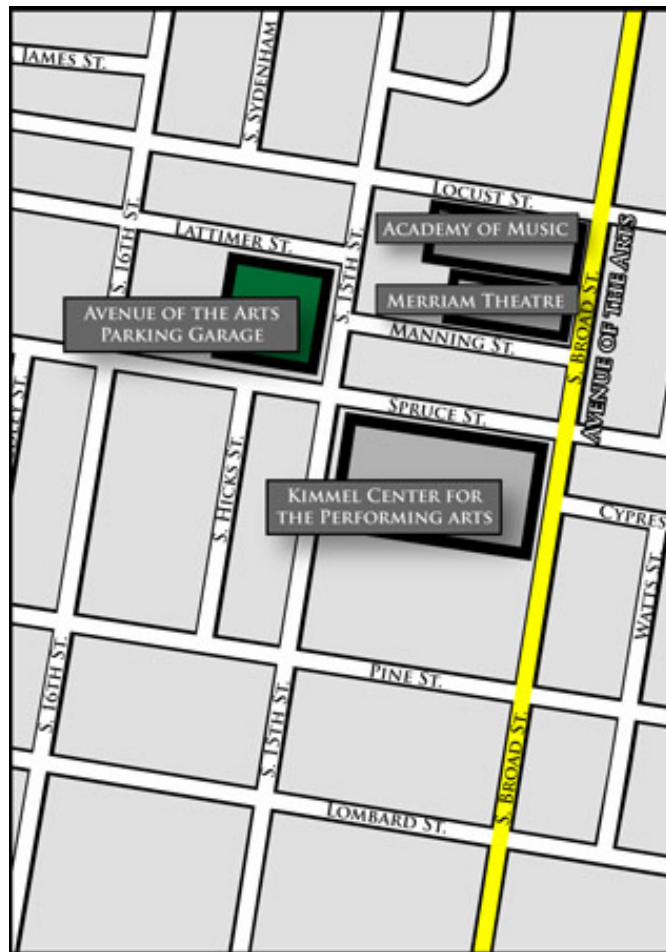 JAMES ST.
S. SYDENHAM
LOCUST ST.
S. 16TH ST.
LATTIMER ST.
S. 15TH ST.
ACADEMY OF MUSIC
MERRIAM THEATRE
S. BROAD ST.
AVENUE OF THE ARTS
AVENUE OF THE ARTS
PARKING GARAGE
MANNING ST.
SPRUCE ST.
S. HICKS ST.
KIMMEL CENTER FOR
THE PERFORMING ARTS
CYPRES
WATTS ST.
S. 16TH ST.
PINE ST.
S. 15TH ST.
S. BROAD ST.
LOMBARD ST.